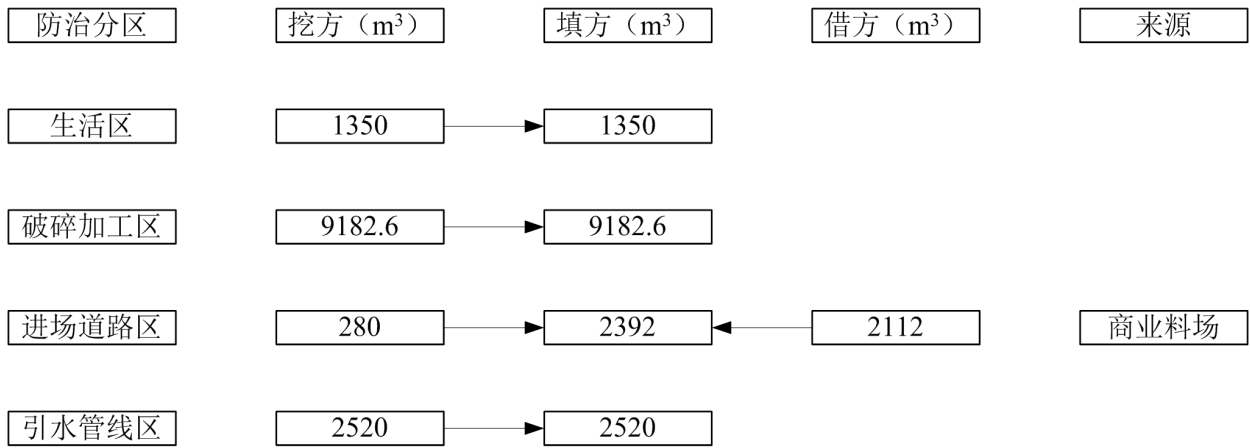 防治分区 挖方（m³） 填方（m³） 借方（m³） 来源
生活区 1350 1350
破碎加工区 9182.6 9182.6
进场道路区 280 2392 2112 商业料场
引水管线区 2520 2520